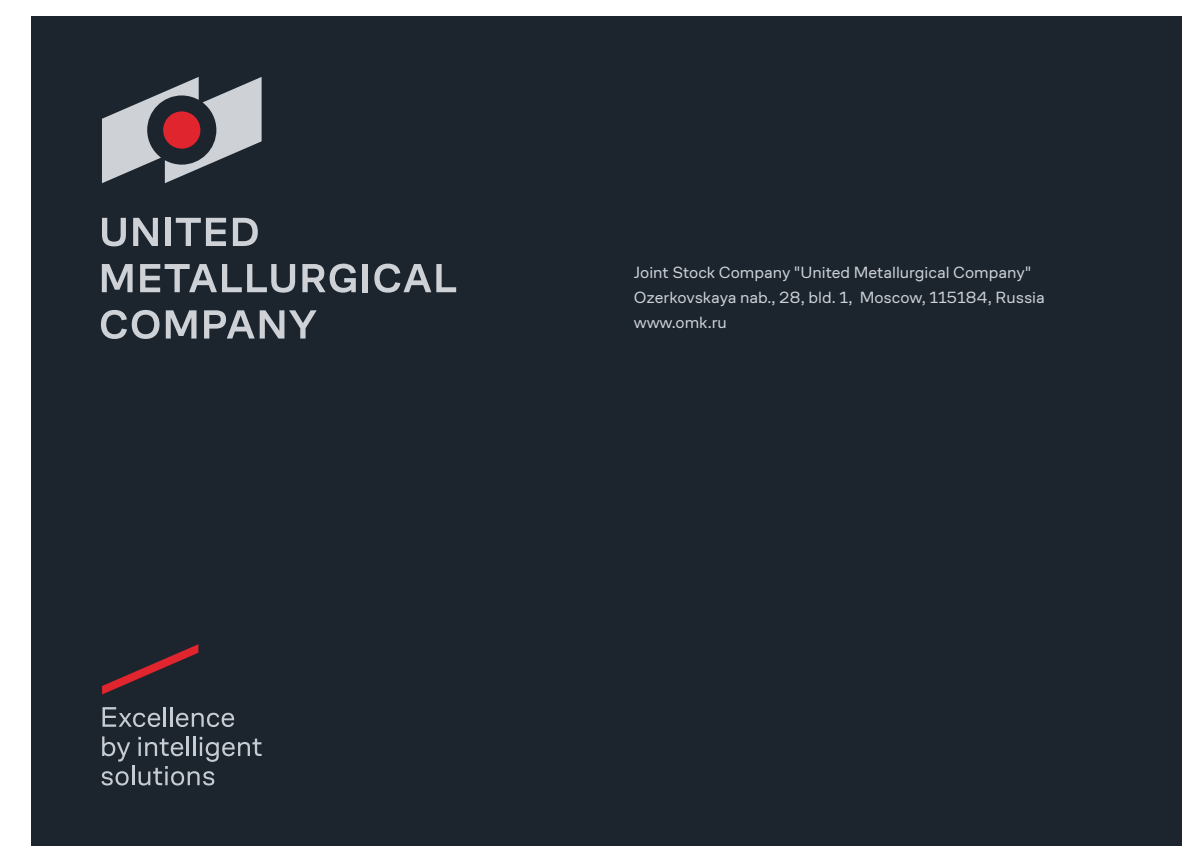 UNITED
METALLURGICAL
COMPANY
Joint Stock Company "United Metallurgical Company"
Ozerkovskaya nab., 28, bld. 1,  Moscow, 115184, Russia
www.omk.ru
Excellence
by intelligent
solutions